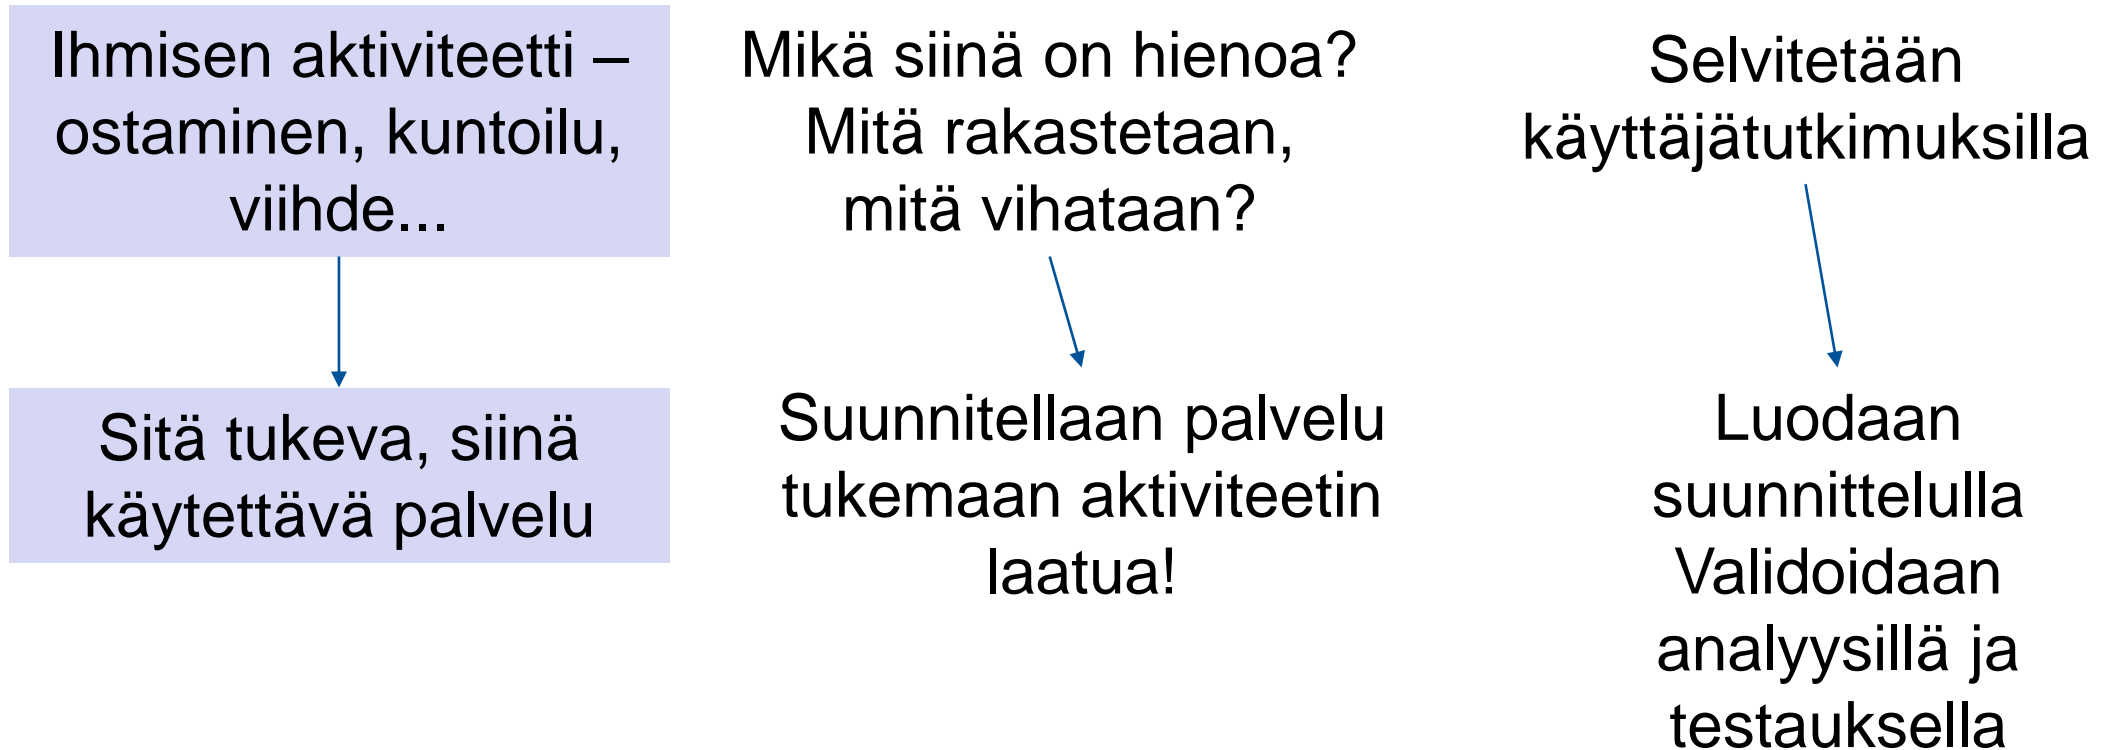 Ihmisen aktiviteetti –
ostaminen, kuntoilu,
viihde...
Sitä tukeva, siinä
käytettävä palvelu
Mikä siinä on hienoa?
Mitä rakastetaan,
mitä vihataan?
Suunnitellaan palvelu
tukemaan aktiviteetin
laatua!
Selvitetään
käyttäjätutkimuksilla
Luodaan
suunnittelulla
Validoidaan
analyysillä ja
testauksella